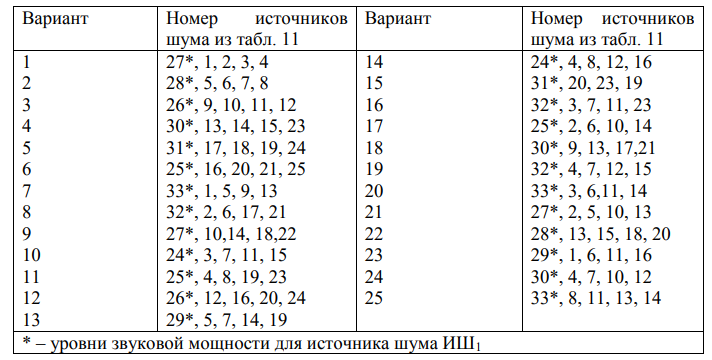 Вариант Номер источников шума из табл. 11 Вариант Номер источников шума из табл. 11
1 27*, 1, 2, 3, 4 14 24*, 4, 8, 12, 16
2 28*, 5, 6, 7, 8 15 31*, 20, 23, 19
3 26*, 9, 10, 11, 12 16 32*, 3, 7, 11, 23
4 30*, 13, 14, 15, 23 17 25*, 2, 6, 10, 14
5 31*, 17, 18, 19, 24 18 30*, 9, 13, 17,21
6 25*, 16, 20, 21, 25 19 32*, 4, 7, 12, 15
7 33*, 1, 5, 9, 13 20 33*, 3, 6,11, 14
8 32*, 2, 6, 17, 21 21 27*, 2, 5, 10, 13
9 27*, 10,14, 18,22 22 28*, 13, 15, 18, 20
10 24*, 3, 7, 11, 15 23 29*, 1, 6, 11, 16
11 25*, 4, 8, 19, 23 24 30*, 4, 7, 10, 12
12 26*, 12, 16, 20, 24 25 33*, 8, 11, 13, 14
13 29*, 5, 7, 14, 19
* – уровни звуковой мощности для источника шума ИШ₁